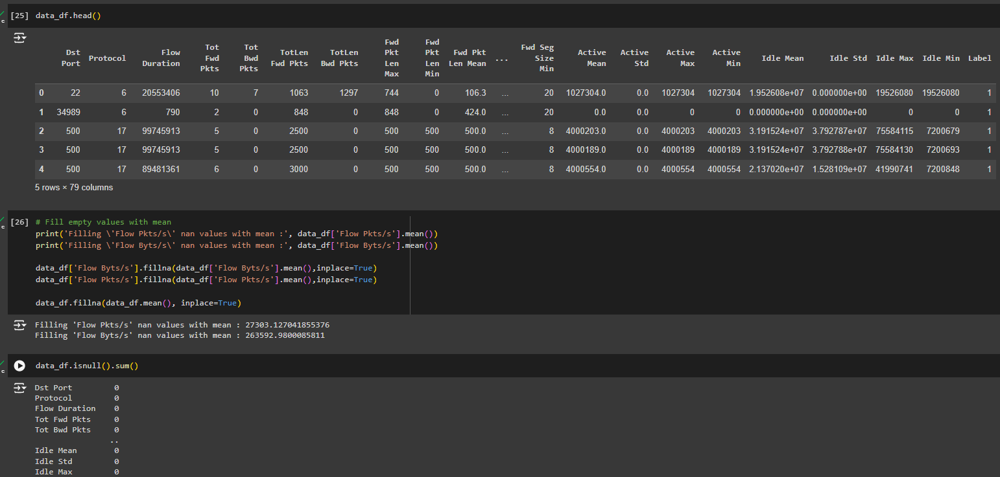 [25] data_df.head()
Dst Port Protocol Flow Duration Tot Fwd Pkts Tot Bwd Pkts TotLen Fwd Pkts TotLen Bwd Pkts Fwd Pkt Len Max Fwd Pkt Len Min Fwd Pkt Len Mean ... Fwd Seg Size Min Active Mean Active Std Active Max Active Min Idle Mean Idle Std Idle Max Idle Min Label
0 22 6 20553406 10 7 1063 1297 744 0 106.3 ... 20 1027304.0 0.0 1027304 1027304 1.952608e+07 0.000000e+00 19526080 19526080 1
1 34989 6 790 2 0 848 0 848 0 424.0 ... 20 0.0 0.0 0 0 0.000000e+00 0.000000e+00 0 0 1
2 500 17 99745913 5 0 2500 0 500 500 500.0 ... 8 4000203.0 0.0 4000203 4000203 3.191524e+07 3.792787e+07 75584115 7200679 1
3 500 17 99745913 5 0 2500 0 500 500 500.0 ... 8 4000189.0 0.0 4000189 4000189 3.191524e+07 3.792788e+07 75584130 7200693 1
4 500 17 89481361 6 0 3000 0 500 500 500.0 ... 8 4000554.0 0.0 4000554 4000554 2.137020e+07 1.528109e+07 41990741 7200848 1
5 rows × 79 columns
[26] # Fill empty values with mean
print('Filling \'Flow Pkts/s\' nan values with mean :', data_df['Flow Pkts/s'].mean())
print('Filling \'Flow Byts/s\' nan values with mean :', data_df['Flow Byts/s'].mean())
data_df['Flow Byts/s'].fillna(data_df['Flow Byts/s'].mean(),inplace=True)
data_df['Flow Pkts/s'].fillna(data_df['Flow Pkts/s'].mean(),inplace=True)
data_df.fillna(data_df.mean(), inplace=True)
Filling 'Flow Pkts/s' nan values with mean : 27303.127041855376
Filling 'Flow Byts/s' nan values with mean : 263592.9800085811
data_df.isnull().sum()
Dst Port 0
Protocol 0
Flow Duration 0
Tot Fwd Pkts 0
Tot Bwd Pkts 0
..
Idle Mean 0
Idle Std 0
Idle Max 0